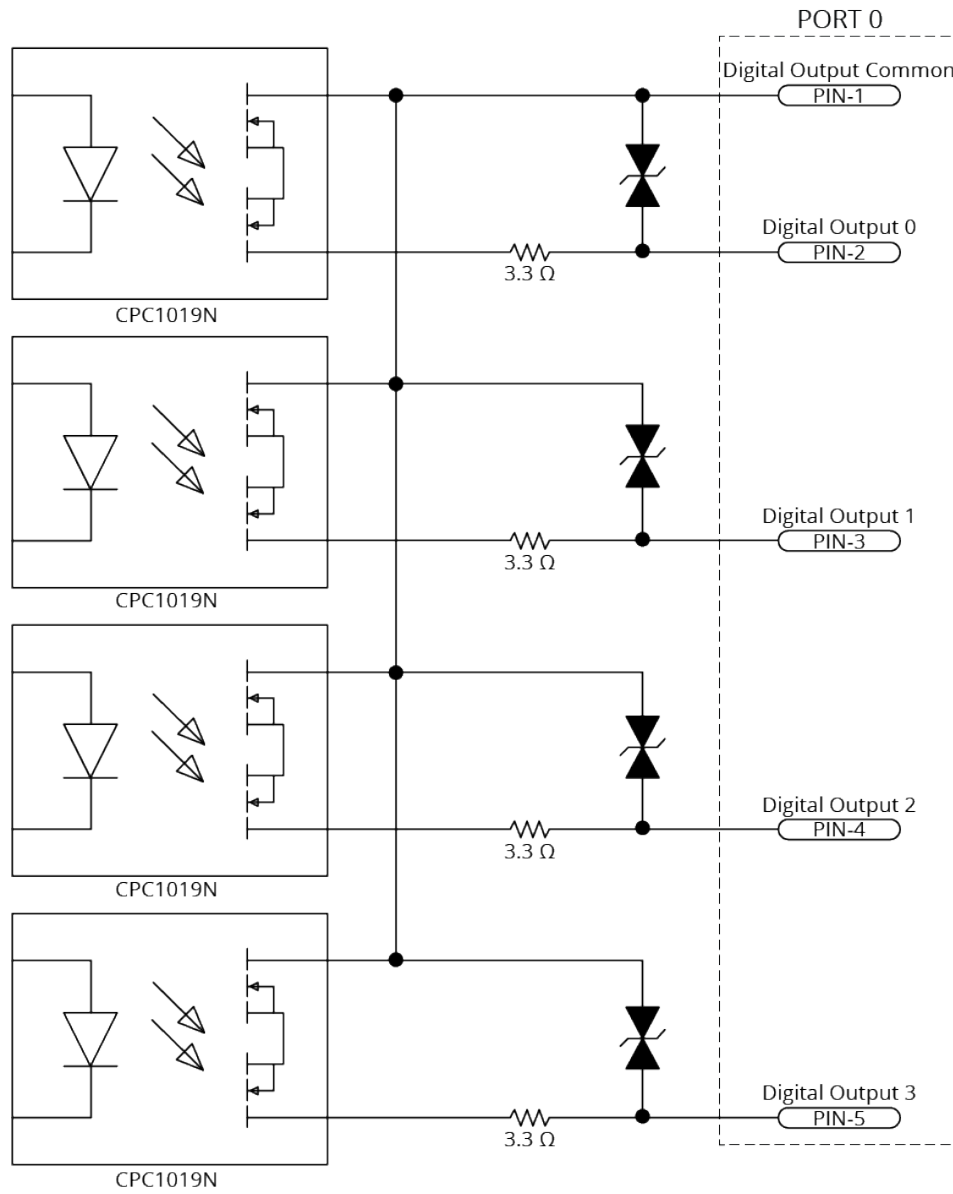 PORT 0
Digital Output Common
PIN-1
Digital Output 0
PIN-2
3.3 Ω
CPC1019N
Digital Output 1
PIN-3
3.3 Ω
CPC1019N
Digital Output 2
PIN-4
3.3 Ω
CPC1019N
Digital Output 3
PIN-5
3.3 Ω
CPC1019N